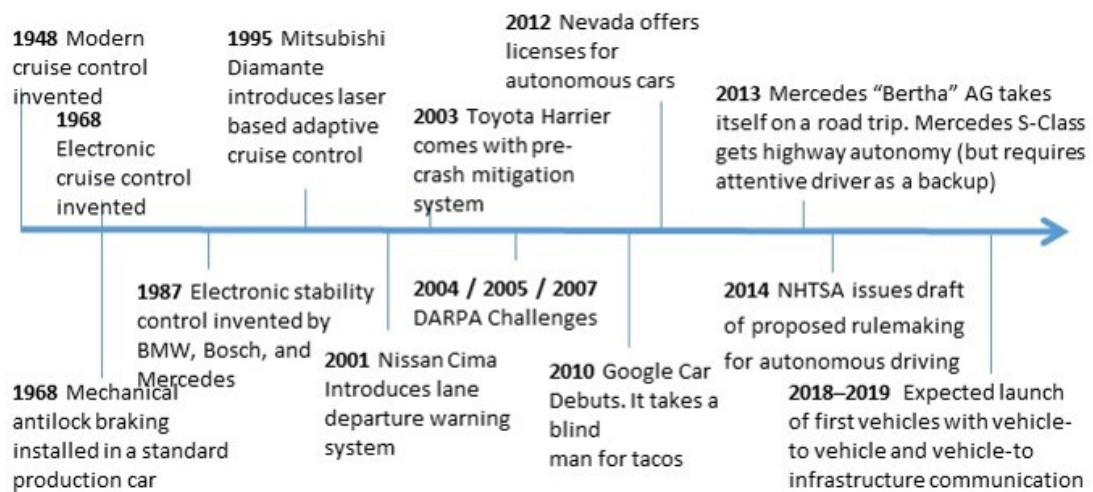 1948 Modern
cruise control
invented
1968
Electronic
cruise control
invented
1995 Mitsubishi
Diamante
introduces laser
based adaptive
cruise control
2003 Toyota Harrier
comes with pre-
crash mitigation
system
2012 Nevada offers
licenses for
autonomous cars
2013 Mercedes “Bertha” AG takes
itself on a road trip. Mercedes S-Class
gets highway autonomy (but requires
attentive driver as a backup)
1968 Mechanical
antilock braking
installed in a standard
production car
1987 Electronic stability
control invented by
BMW, Bosch, and
Mercedes
2001 Nissan Cima
Introduces lane
departure warning
system
2004 / 2005 / 2007
DARPA Challenges
2010 Google Car
Debuts. It takes a
blind
man for tacos
2014 NHTSA issues draft
of proposed rulemaking
for autonomous driving
2018–2019 Expected launch
of first vehicles with vehicle-
to vehicle and vehicle-to
infrastructure communication